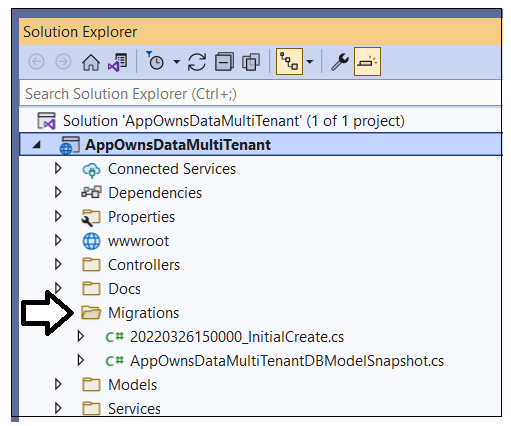 Solution Explorer
Search Solution Explorer (Ctrl+;)
Solution 'AppOwnsDataMultiTenant' (1 of 1 project)
AppOwnsDataMultiTenant
Connected Services
Dependencies
Properties
wwwroot
Controllers
Docs
Migrations
C# 20220326150000_InitialCreate.cs
C# AppOwnsDataMultiTenantDBModelSnapshot.cs
Models
Services